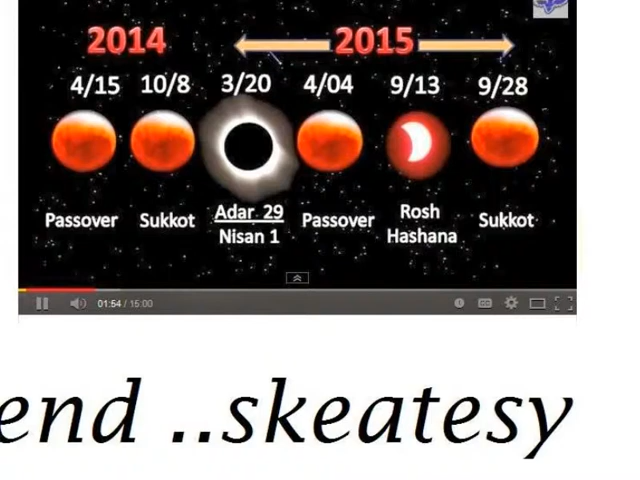 2014 2015
4/15 10/8 3/20 4/04 9/13 9/28
Passover Sukkot Adar 29 Passover Rosh Sukkot
Nisan 1 Hashana
01:54 / 15:00
CC
end ..skeatesy